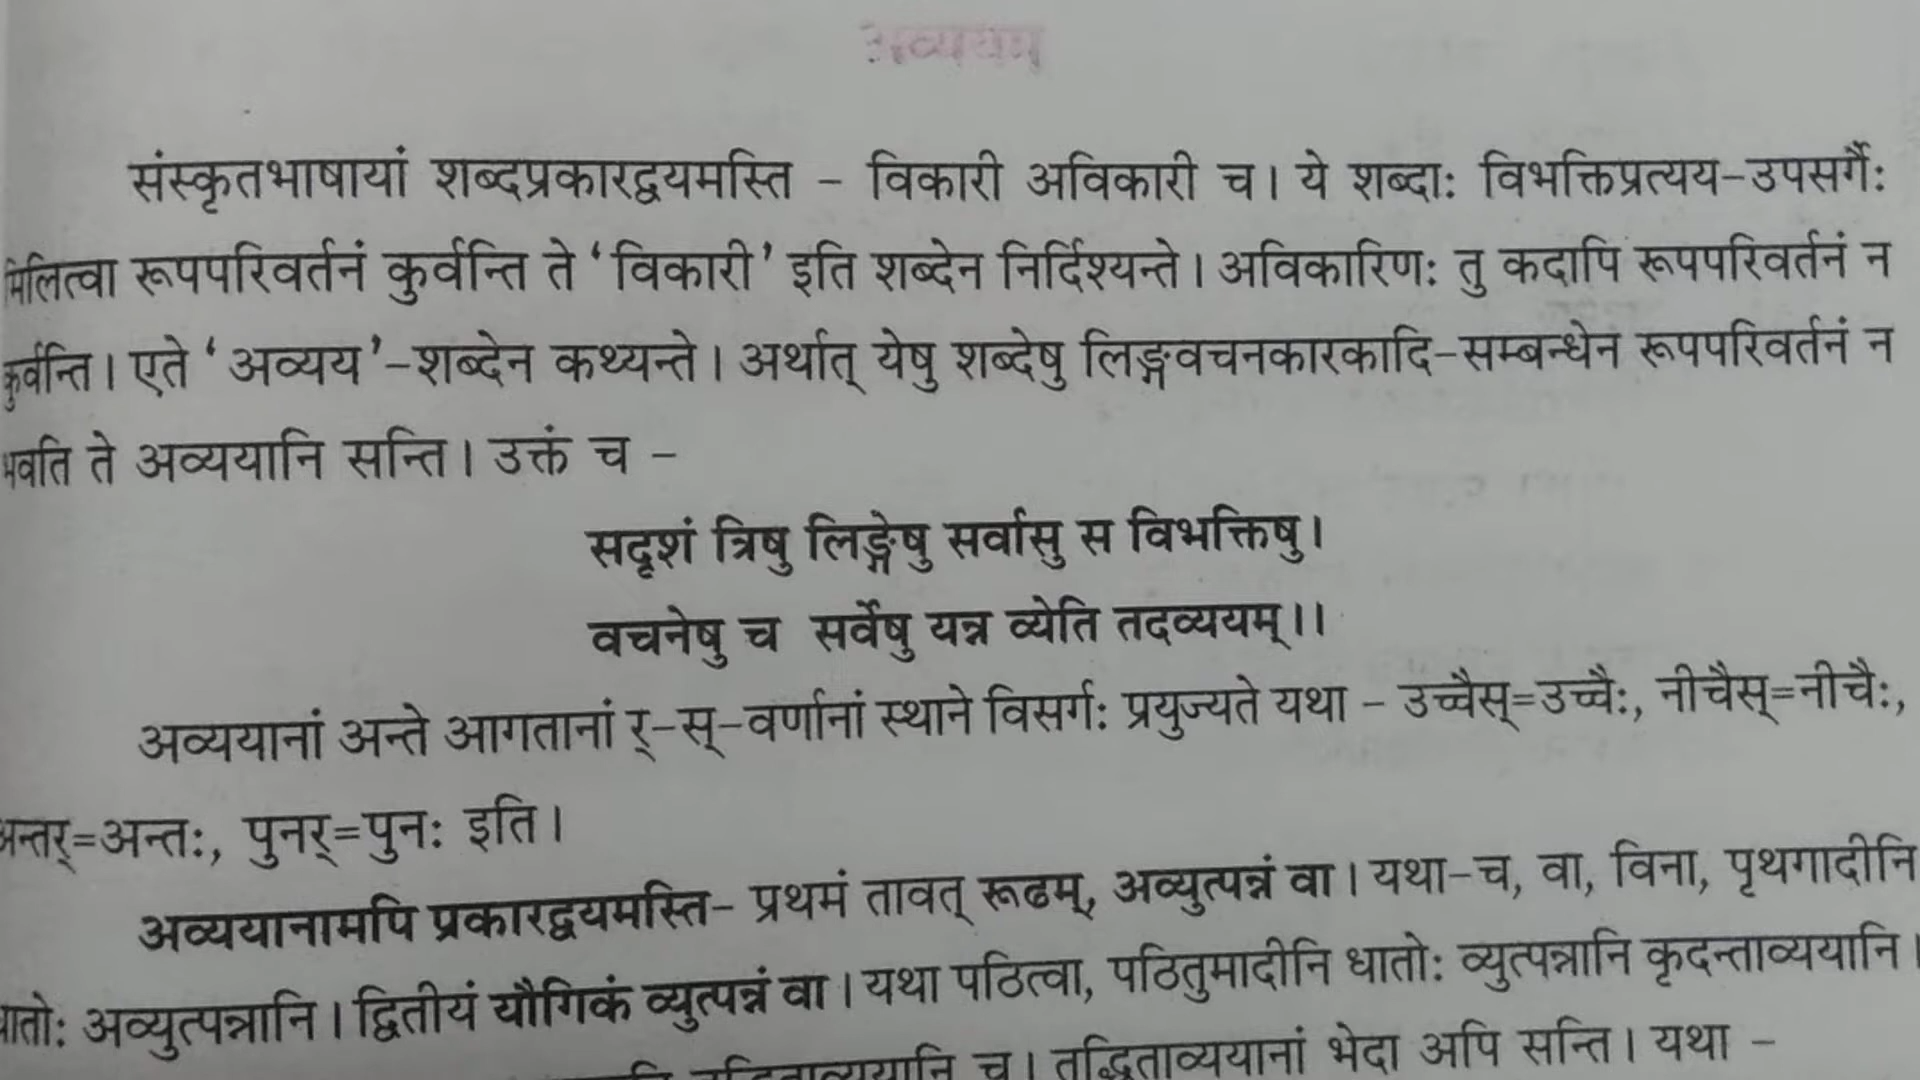 अव्ययम्
संस्कृतभाषायां शब्दप्रकारद्वयमस्ति – विकारी अविकारी च। ये शब्दाः विभक्तिप्रत्यय-उपसर्गैः
मिलित्वा रूपपरिवर्तनं कुर्वन्ति ते ‘विकारी’ इति शब्देन निर्दिश्यन्ते। अविकारिणः तु कदापि रूपपरिवर्तनं न
कुर्वन्ति। एते ‘अव्यय’-शब्देन कथ्यन्ते। अर्थात् येषु शब्देषु लिङ्गवचनकारकादि-सम्बन्धेन रूपपरिवर्तनं न
भवति ते अव्ययानि सन्ति। उक्तं च –
सदृशं त्रिषु लिङ्गेषु सर्वासु स विभक्तिषु।
वचनेषु च सर्वेषु यन्न व्येति तदव्ययम्।।
अव्ययानां अन्ते आगतानां र्-स्-वर्णानां स्थाने विसर्गः प्रयुज्यते यथा – उच्चैस्=उच्चैः, नीचैस्=नीचैः,
अन्तर्=अन्तः, पुनर्=पुनः इति।
अव्ययानामपि प्रकारद्वयमस्ति- प्रथमं तावत् रूढम्, अव्युत्पन्नं वा। यथा-च, वा, विना, पृथगादीनि
धातोः अव्युत्पन्नानि। द्वितीयं यौगिकं व्युत्पन्नं वा। यथा पठित्वा, पठितुमादीनि धातोः व्युत्पन्नानि कृदन्ताव्ययानि।
च। तद्धिताव्ययानां भेदा अपि सन्ति। यथा –